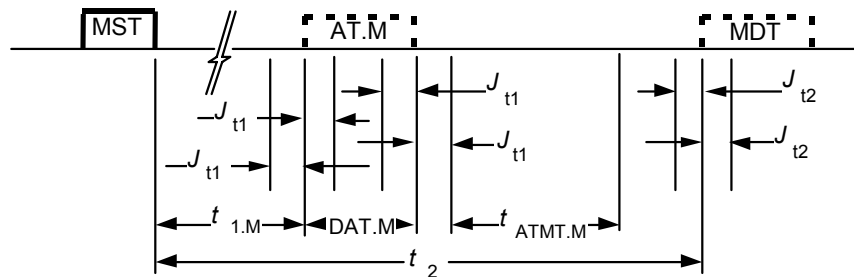 MST AT.M MDT
J t1 J t2
J t1
J t1 J t2
J t1
t 1.M DAT.M t ATMT.M
t 2